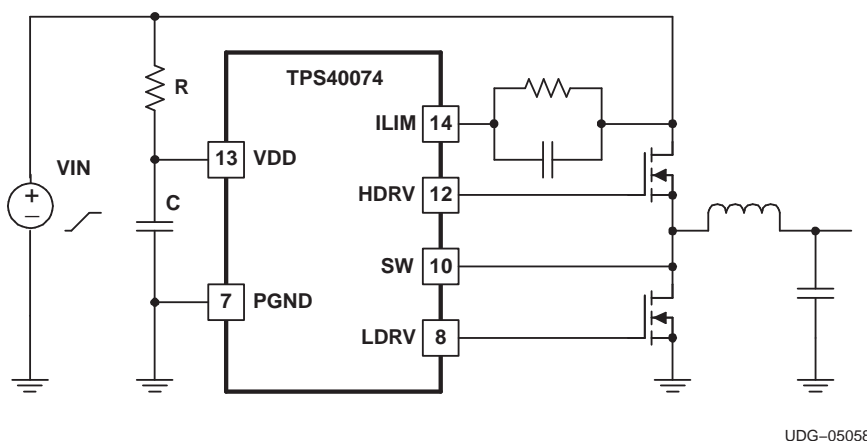 TPS40074
R
ILIM 14
13 VDD
VIN
+
−
HDRV 12
C
SW 10
7 PGND
LDRV 8
UDG−05058